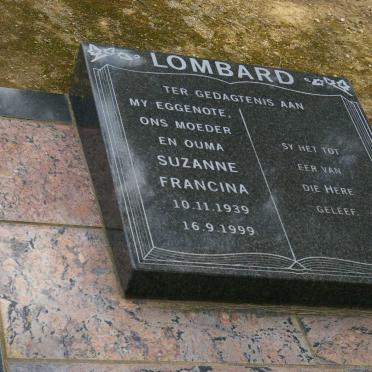 LOMBARD
TER GEDAGTENIS AAN
MY EGGENOTE,
ONS MOEDER
EN OUMA
SUZANNE
FRANCINA
10.11.1939
16.9.1999
SY HET TOT
EER VAN
DIE HERE
GELEEF.